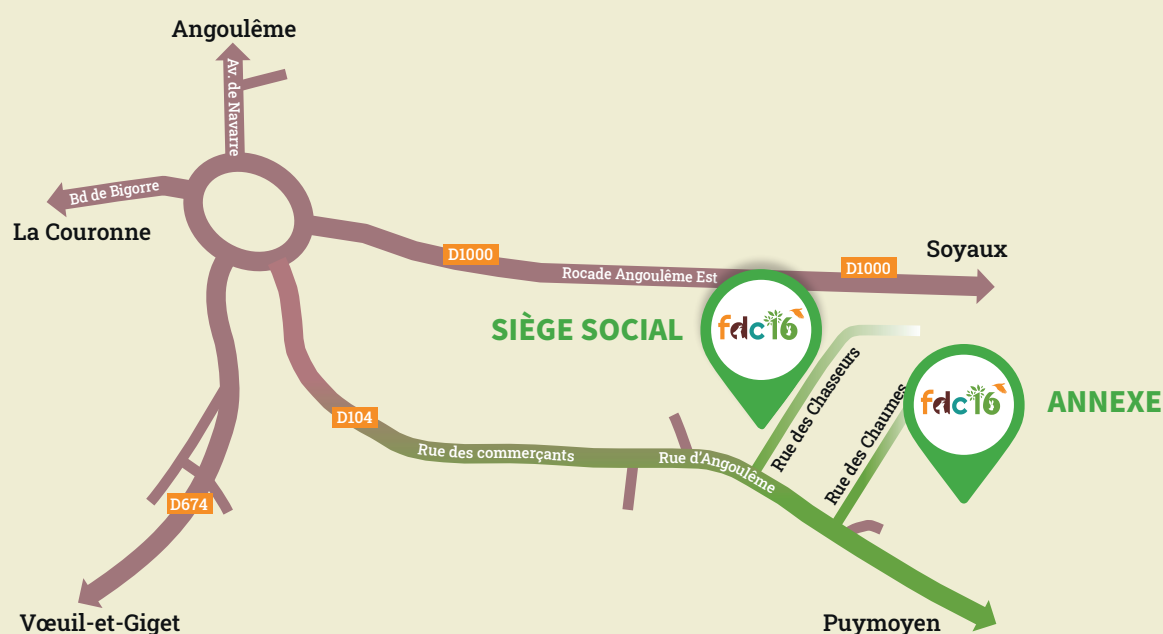 Angoulême
Av. de Navarre
Bd de Bigorre
La Couronne
D1000
Rocade Angoulême Est
D1000
Soyaux
SIÈGE SOCIAL
fdc16
Rue des Chasseurs
Rue des Chaumes
fdc16
ANNEXE
D104
Rue des commerçants
Rue d'Angoulême
D674
Vœuil-et-Giget
Puymoyen